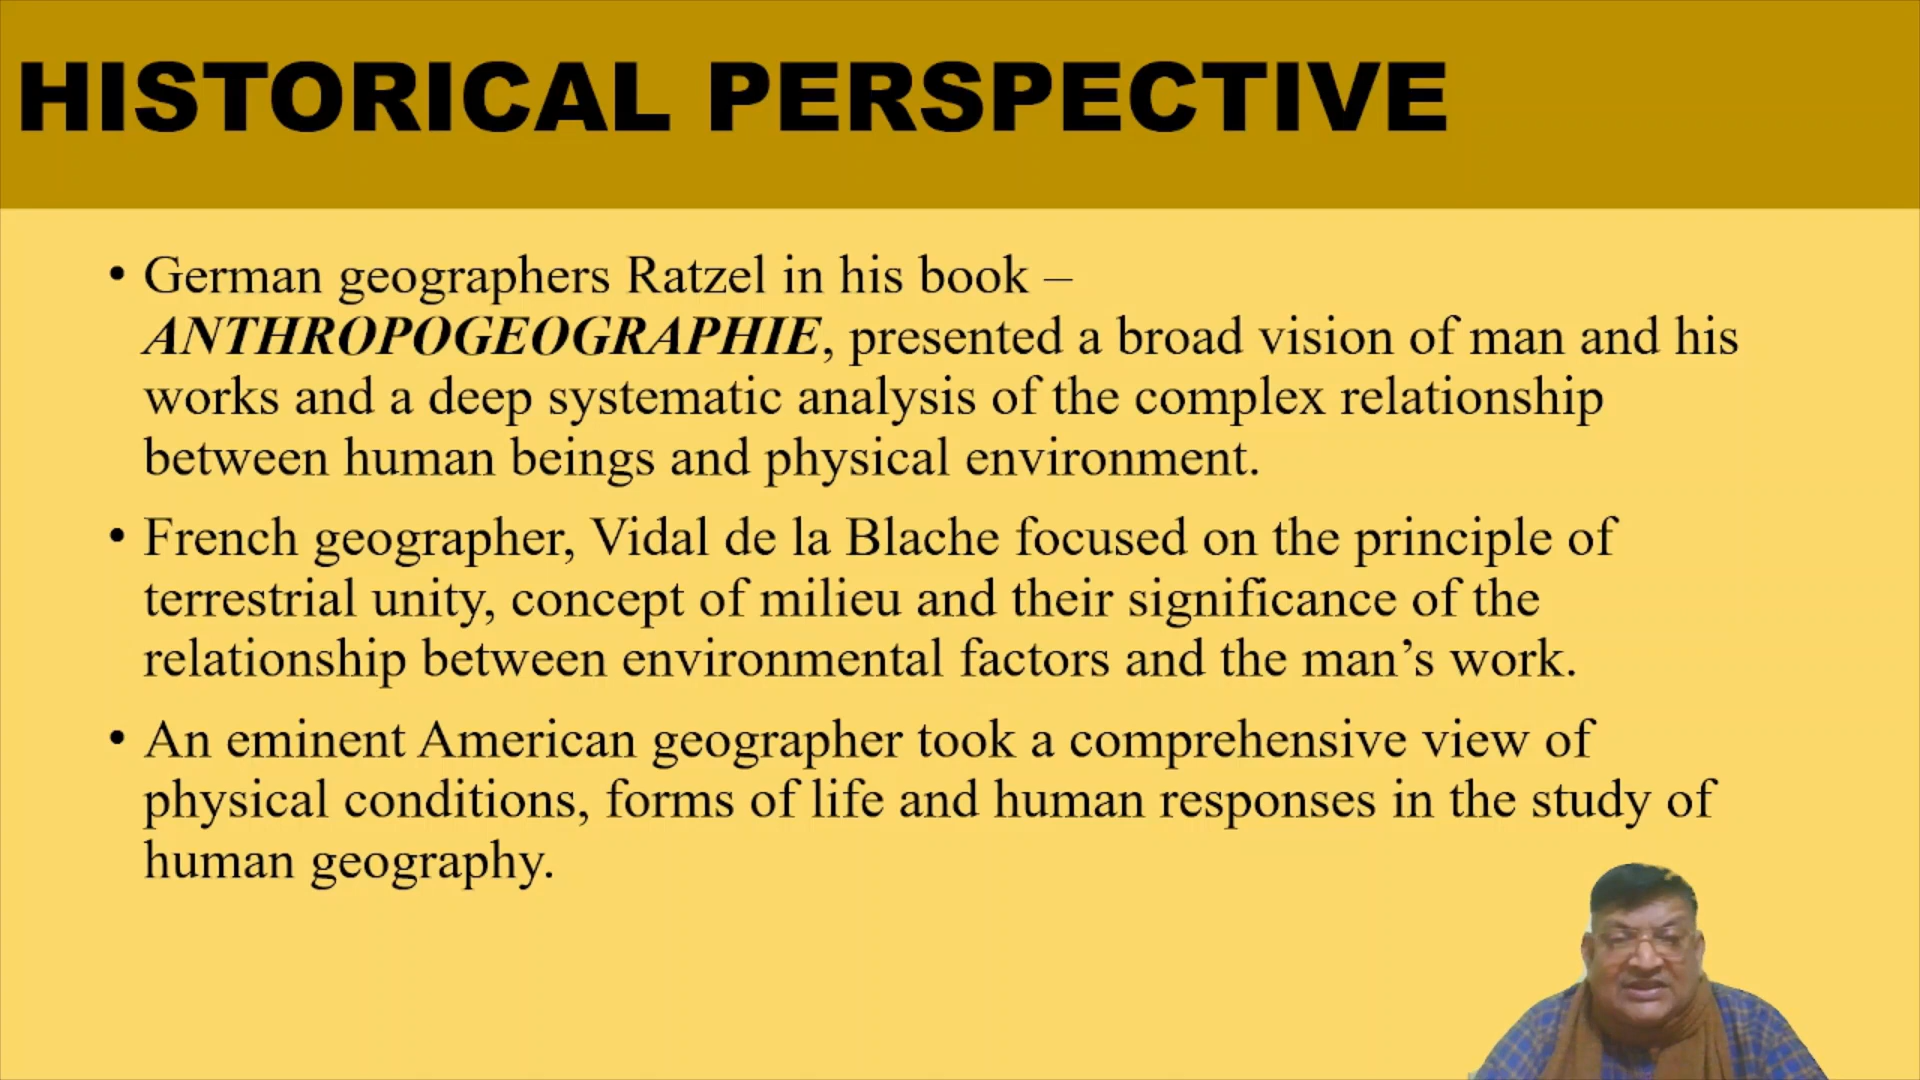 HISTORICAL PERSPECTIVE
• German geographers Ratzel in his book –
ANTHROPOGEOGRAPHIE, presented a broad vision of man and his
works and a deep systematic analysis of the complex relationship
between human beings and physical environment.
• French geographer, Vidal de la Blache focused on the principle of
terrestrial unity, concept of milieu and their significance of the
relationship between environmental factors and the man’s work.
• An eminent American geographer took a comprehensive view of
physical conditions, forms of life and human responses in the study of
human geography.